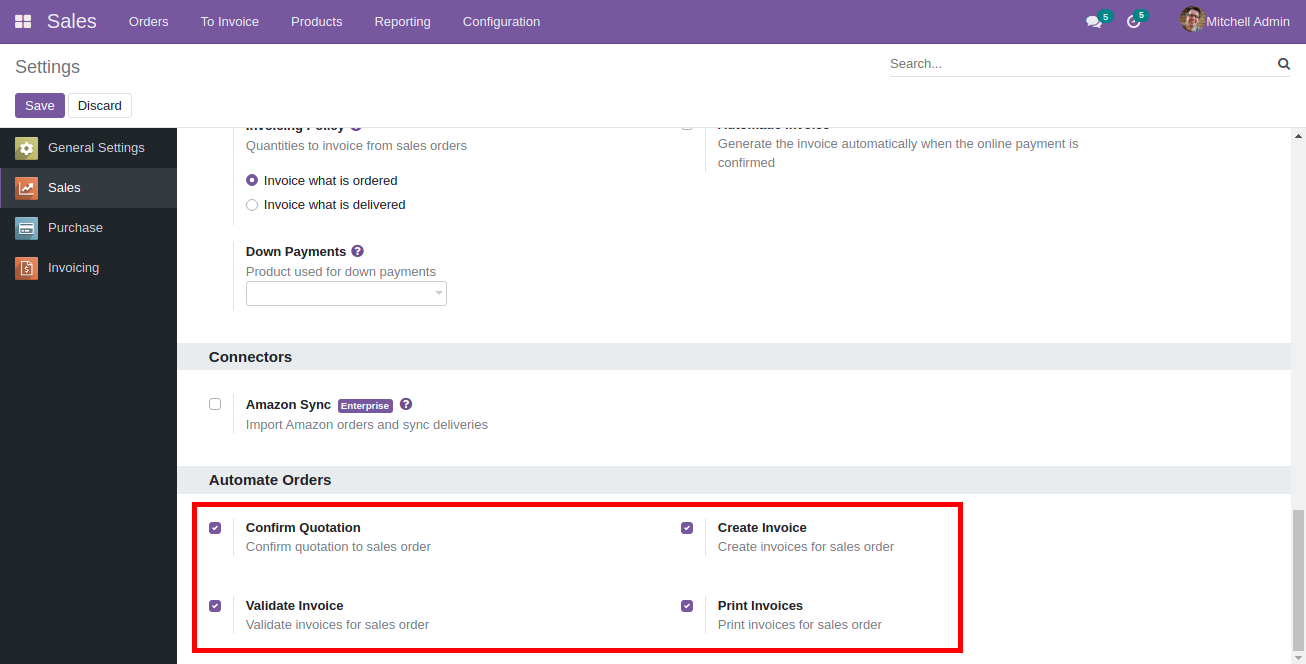 Sales Orders To Invoice Products Reporting Configuration 5 5 Mitchell Admin
Settings
Search...
Save Discard
General Settings
Sales
Purchase
Invoicing
Invoicing Policy
Quantities to invoice from sales orders
Invoice what is ordered
Invoice what is delivered
Automatic Invoice
Generate the invoice automatically when the online payment is
confirmed
Down Payments ?
Product used for down payments
Connectors
Amazon Sync Enterprise ?
Import Amazon orders and sync deliveries
Automate Orders
Confirm Quotation
Confirm quotation to sales order
Create Invoice
Create invoices for sales order
Validate Invoice
Validate invoices for sales order
Print Invoices
Print invoices for sales order